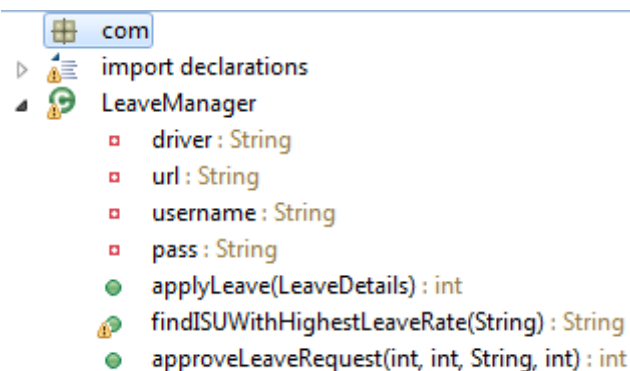 com
import declarations
LeaveManager
driver : String
url : String
username : String
pass : String
applyLeave(LeaveDetails) : int
findISUWithHighestLeaveRate(String) : String
approveLeaveRequest(int, int, String, int) : int